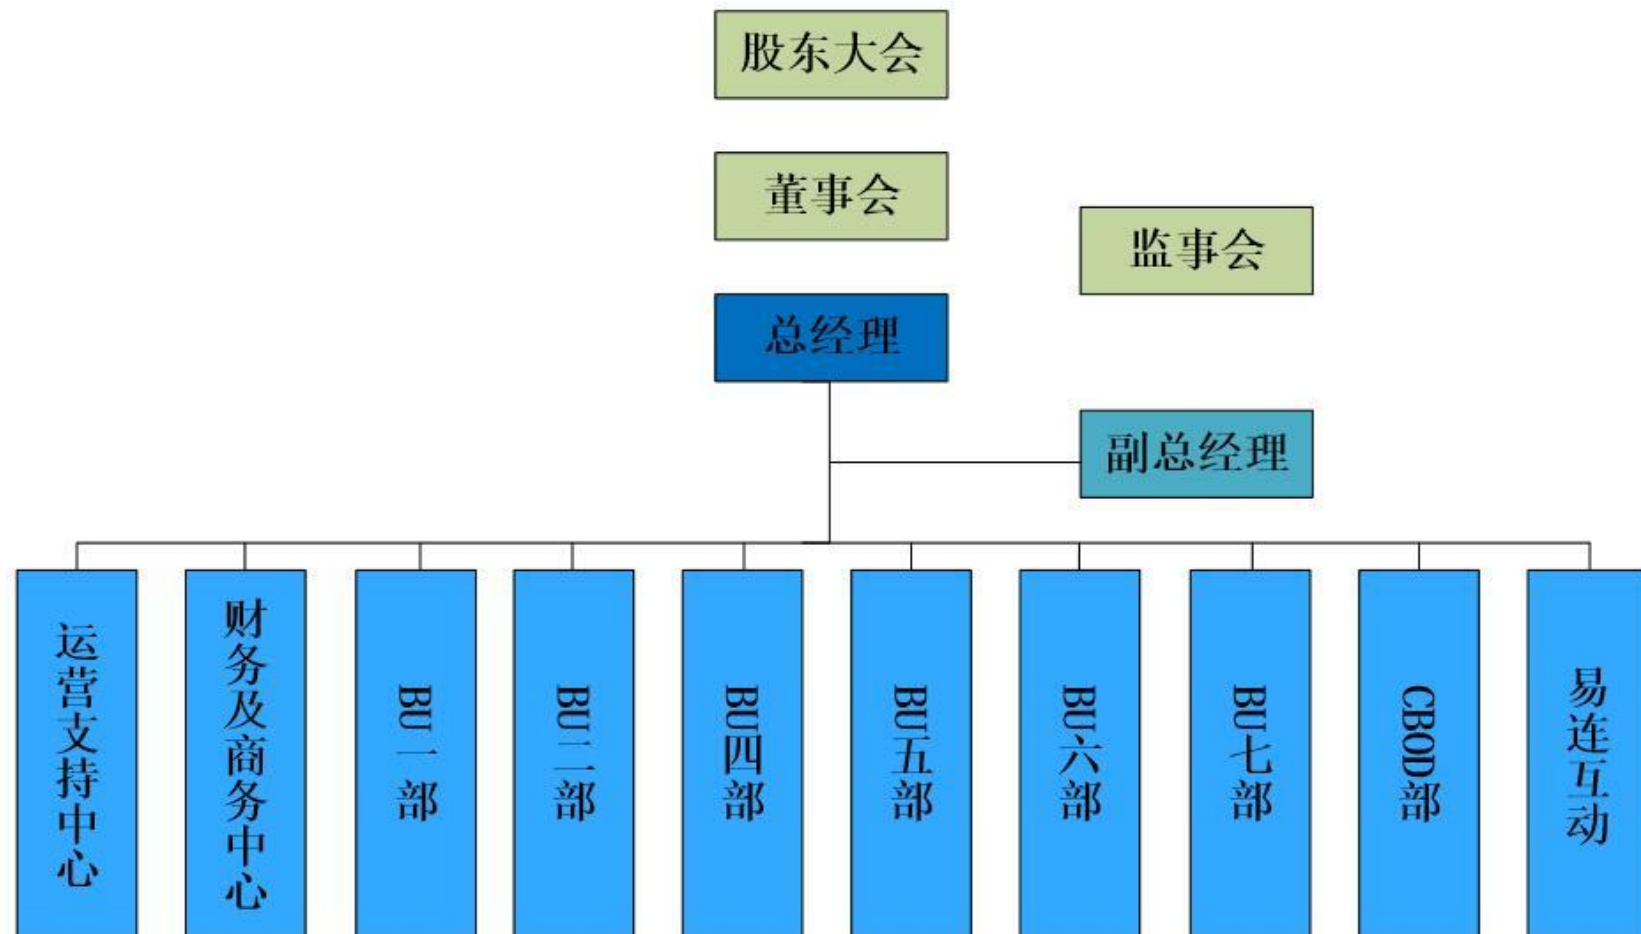 股东大会
董事会
监事会
总经理
副总经理
运营支持中心
财务及商务中心
BU一部
BU二部
BU四部
BU五部
BU六部
BU七部
CBOD部
易连互动